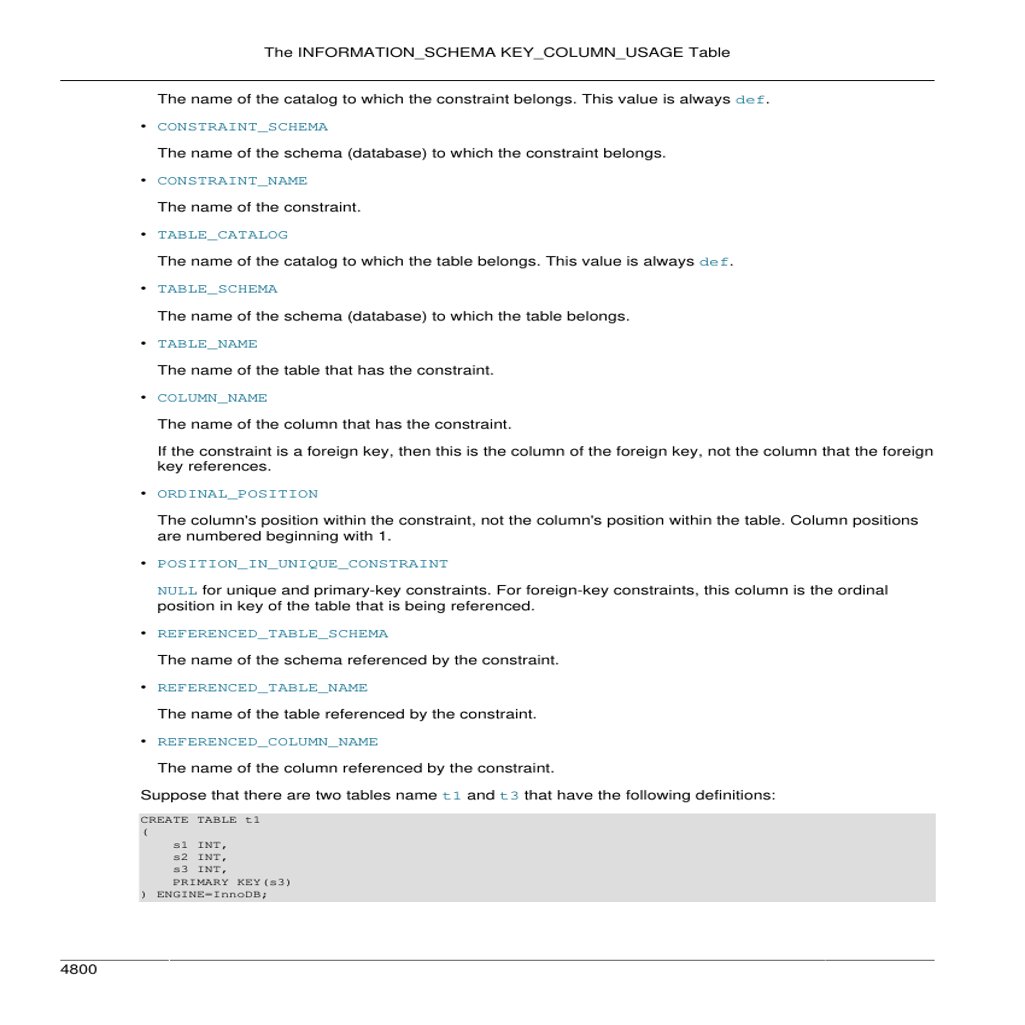 The INFORMATION_SCHEMA KEY_COLUMN_USAGE Table
The name of the catalog to which the constraint belongs. This value is always def.
• CONSTRAINT_SCHEMA
The name of the schema (database) to which the constraint belongs.
• CONSTRAINT_NAME
The name of the constraint.
• TABLE_CATALOG
The name of the catalog to which the table belongs. This value is always def.
• TABLE_SCHEMA
The name of the schema (database) to which the table belongs.
• TABLE_NAME
The name of the table that has the constraint.
• COLUMN_NAME
The name of the column that has the constraint.
If the constraint is a foreign key, then this is the column of the foreign key, not the column that the foreign
key references.
• ORDINAL_POSITION
The column's position within the constraint, not the column's position within the table. Column positions
are numbered beginning with 1.
• POSITION_IN_UNIQUE_CONSTRAINT
NULL for unique and primary-key constraints. For foreign-key constraints, this column is the ordinal
position in key of the table that is being referenced.
• REFERENCED_TABLE_SCHEMA
The name of the schema referenced by the constraint.
• REFERENCED_TABLE_NAME
The name of the table referenced by the constraint.
• REFERENCED_COLUMN_NAME
The name of the column referenced by the constraint.
Suppose that there are two tables name t1 and t3 that have the following definitions:
CREATE TABLE t1
(
    s1 INT,
    s2 INT,
    s3 INT,
    PRIMARY KEY(s3)
) ENGINE=InnoDB;
4800